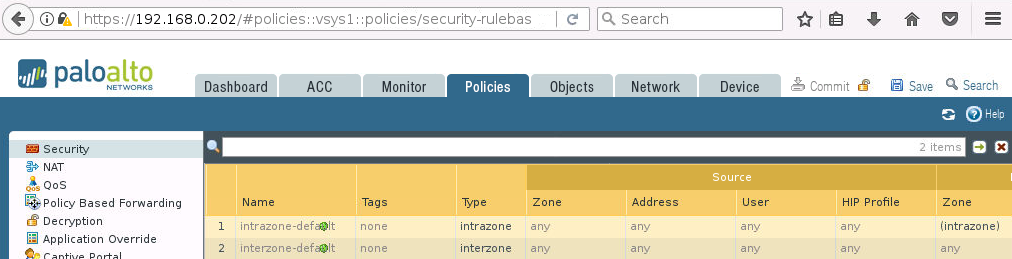 https://192.168.0.202/#policies::vsys1::policies/security-rulebas
Search
paloalto
NETWORKS
Dashboard ACC Monitor Policies Objects Network Device Commit Save Search
Help
Security
NAT
QoS
Policy Based Forwarding
Decryption
Application Override
Captive Portal
2 items
Source
Name Tags Type Zone Address User HIP Profile Zone
1 intrazone-default none intrazone any any any any (intrazone)
2 interzone-default none interzone any any any any any